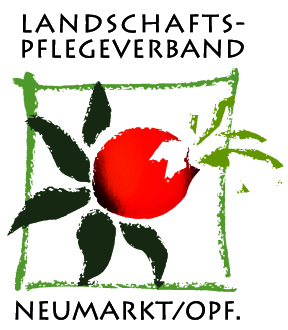 LANDSCHAFTS-
PFLEGEVERBAND
NEUMARKT/OPF.